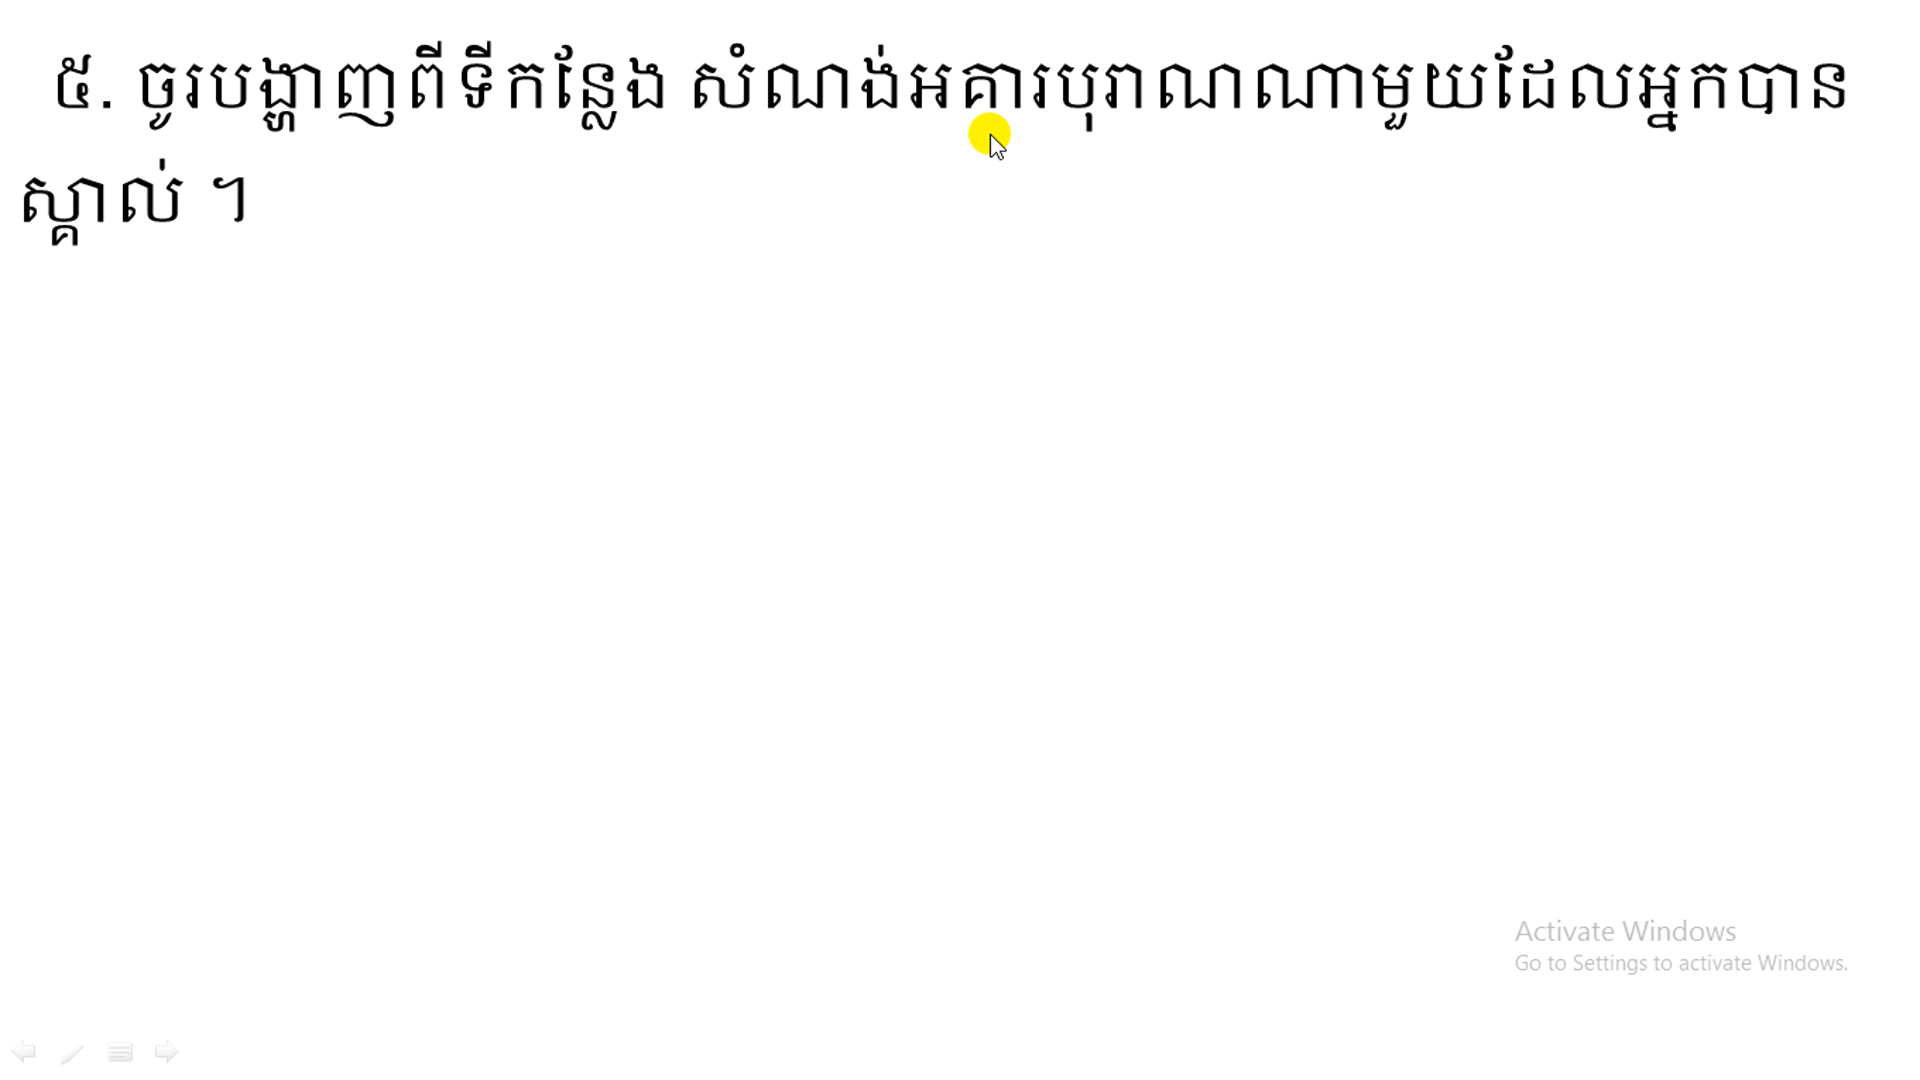 ៥. ចូរបង្ហាញពីទីកន្លែង សំណង់អគារបុរាណណាមួយដែលអ្នកបាន
ស្គាល់ ។
Activate Windows
Go to Settings to activate Windows.